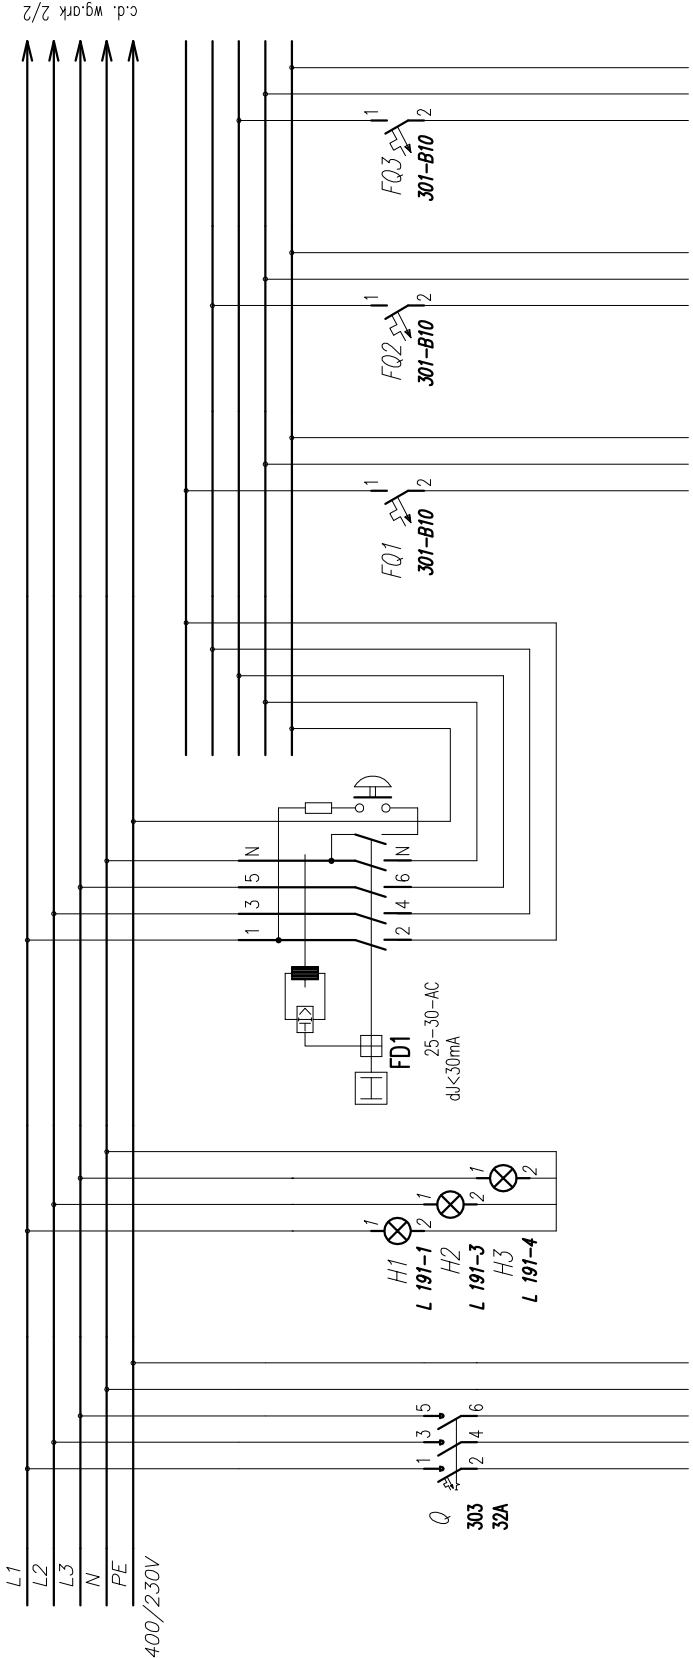 L1
L2
L3
N
PE
400/230V
1
3
5
2
4
6
Q
303
32A
1
2
H1
L 191-1
1
2
H2
L 191-3
1
2
H3
L 191-4
1
3
5
N
2
4
6
N
FD1
25-30-AC
dJ<30mA
1
2
FQ1
301-B10
1
2
FQ2
301-B10
1
2
FQ3
301-B10
c.d. wg.ark 2/2